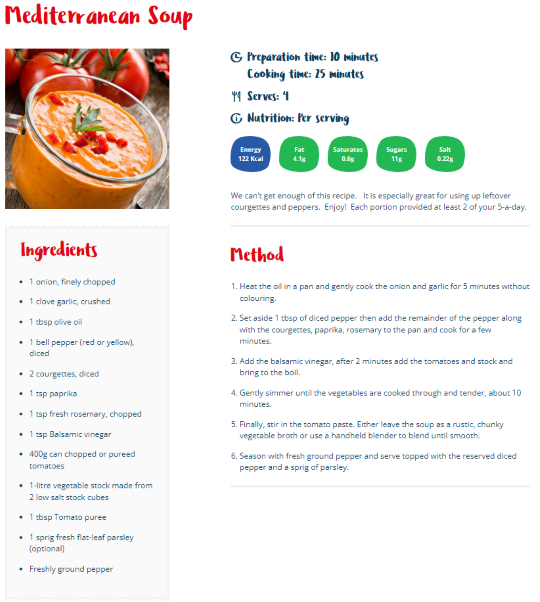 Mediterranean Soup
Preparation time: 10 minutes
Cooking time: 25 minutes
Serves: 4
Nutrition: Per serving
Energy
122 Kcal
Fat
4.1g
Saturates
0.6g
Sugars
11g
Salt
0.22g
We can't get enough of this recipe. It is especially great for using up leftover
courgettes and peppers. Enjoy! Each portion provided at least 2 of your 5-a-day.
Ingredients
• 1 onion, finely chopped
• 1 clove garlic, crushed
• 1 tbsp olive oil
• 1 bell pepper (red or yellow),
diced
• 2 courgettes, diced
• 1 tsp paprika
• 1 tsp fresh rosemary, chopped
• 1 tsp Balsamic vinegar
• 400g can chopped or pureed
tomatoes
• 1-litre vegetable stock made from
2 low salt stock cubes
• 1 tbsp Tomato puree
• 1 sprig fresh flat-leaf parsley
(optional)
• Freshly ground pepper
Method
1. Heat the oil in a pan and gently cook the onion and garlic for 5 minutes without
colouring.
2. Set aside 1 tbsp of diced pepper then add the remainder of the pepper along
with the courgettes, paprika, rosemary to the pan and cook for a few
minutes.
3. Add the balsamic vinegar, after 2 minutes add the tomatoes and stock and
bring to the boil.
4. Gently simmer until the vegetables are cooked through and tender, about 10
minutes.
5. Finally, stir in the tomato paste. Either leave the soup as a rustic, chunky
vegetable broth or use a handheld blender to blend until smooth.
6. Season with fresh ground pepper and serve topped with the reserved diced
pepper and a sprig of parsley.